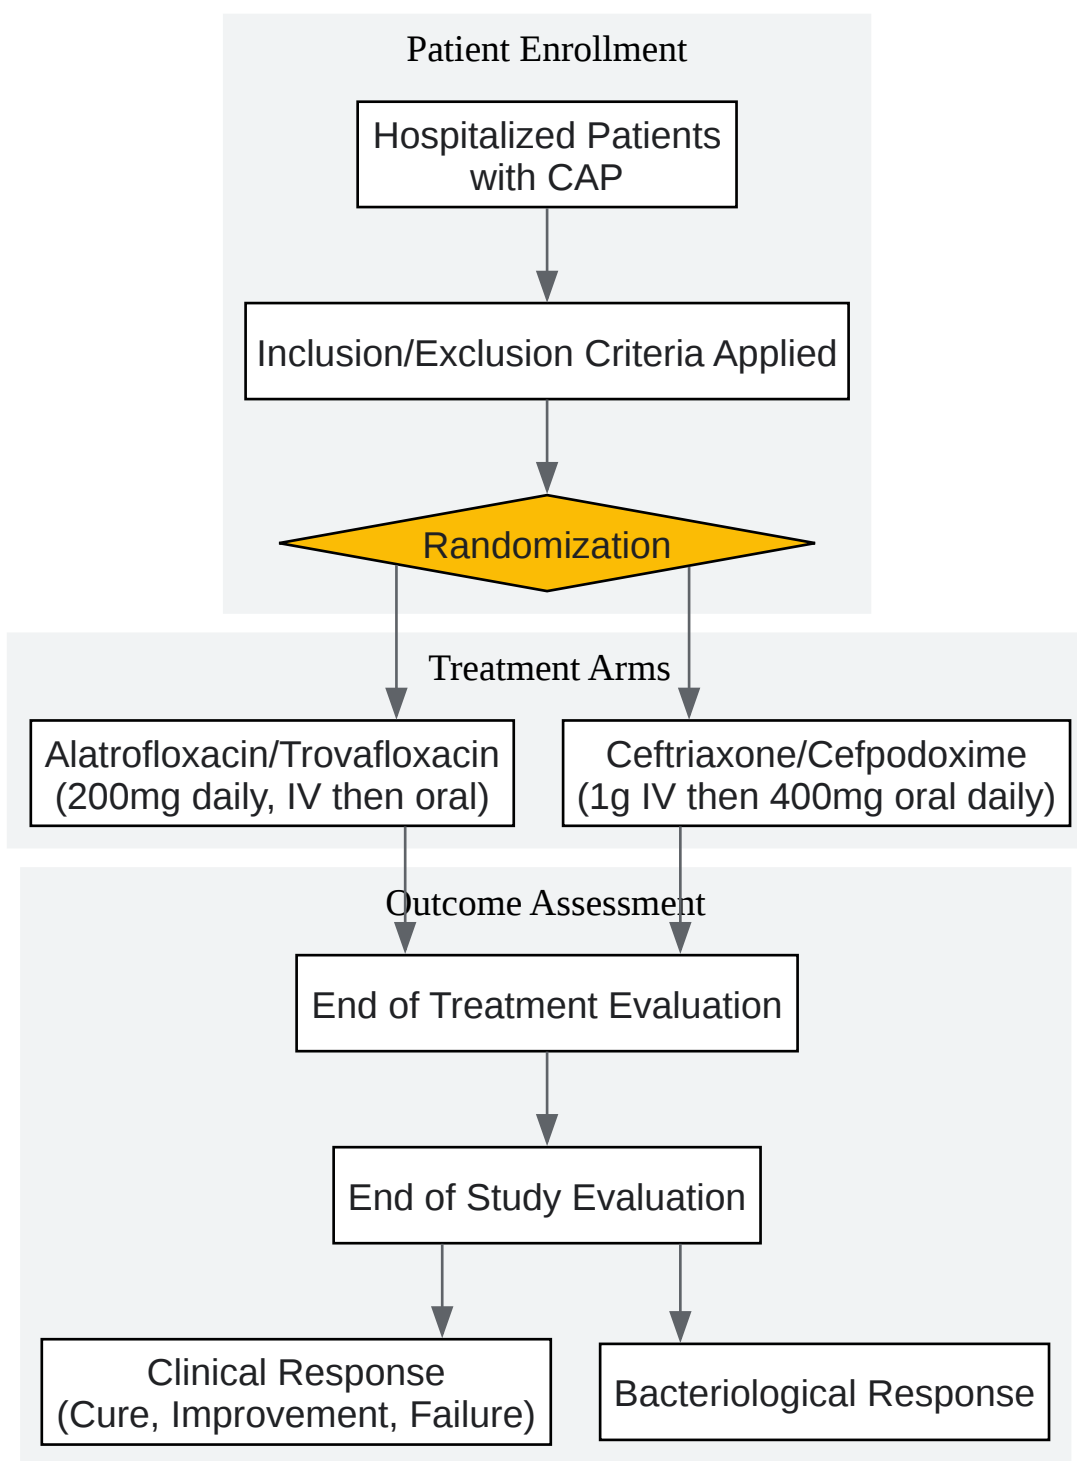 Patient Enrollment
Hospitalized Patients
with CAP
Inclusion/Exclusion Criteria Applied
Randomization
Treatment Arms
Alatrofloxacin/Trovafloxacin
(200mg daily, IV then oral)
Ceftriaxone/Cefpodoxime
(1g IV then 400mg oral daily)
Outcome Assessment
End of Treatment Evaluation
End of Study Evaluation
Clinical Response
(Cure, Improvement, Failure)
Bacteriological Response